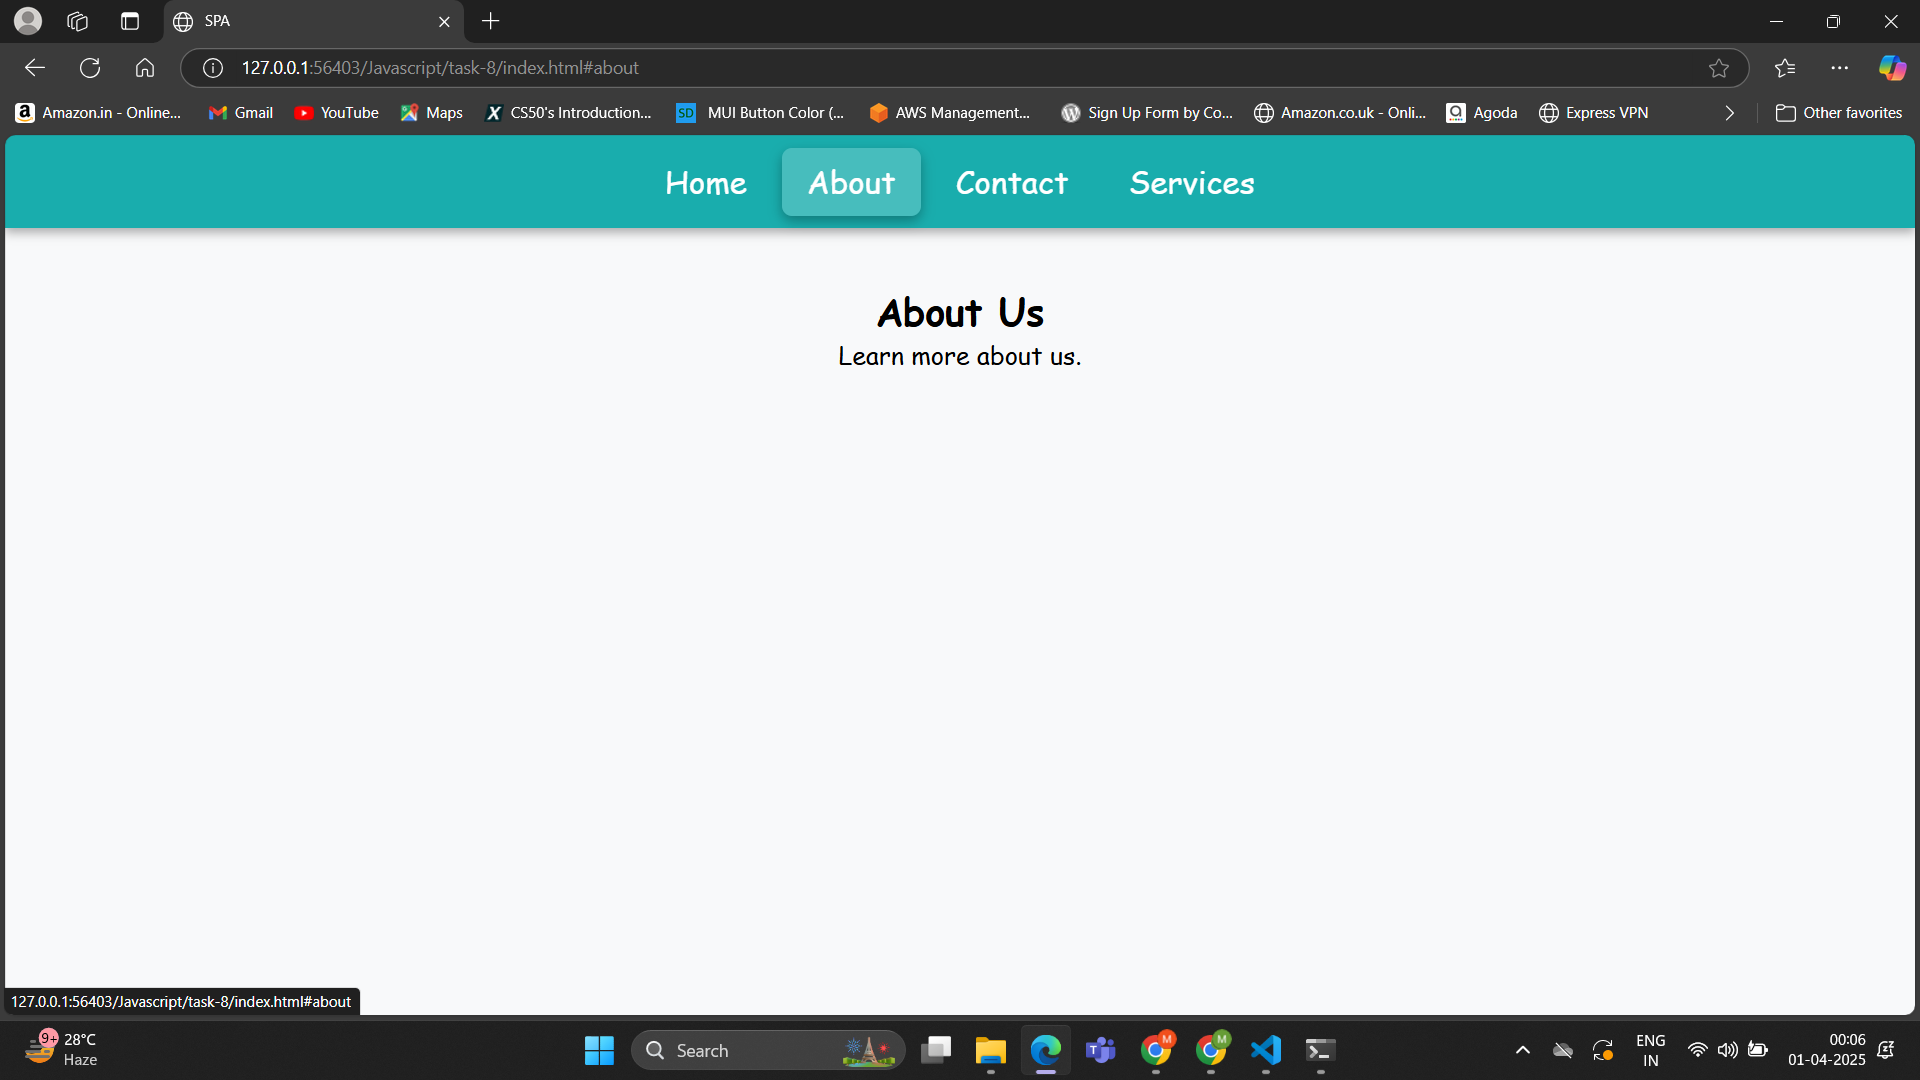 SPA
127.0.0.1:56403/Javascript/task-8/index.html#about
Amazon.in - Online... Gmail YouTube Maps CS50's Introduction... SD MUI Button Color (... AWS Management... Sign Up Form by Co... Amazon.co.uk - Onli... Agoda Express VPN Other favorites
Home About Contact Services
About Us
Learn more about us.
127.0.0.1:56403/Javascript/task-8/index.html#about
9+ 28°C
Haze
Search
M
M
ENG
IN
00:06
01-04-2025